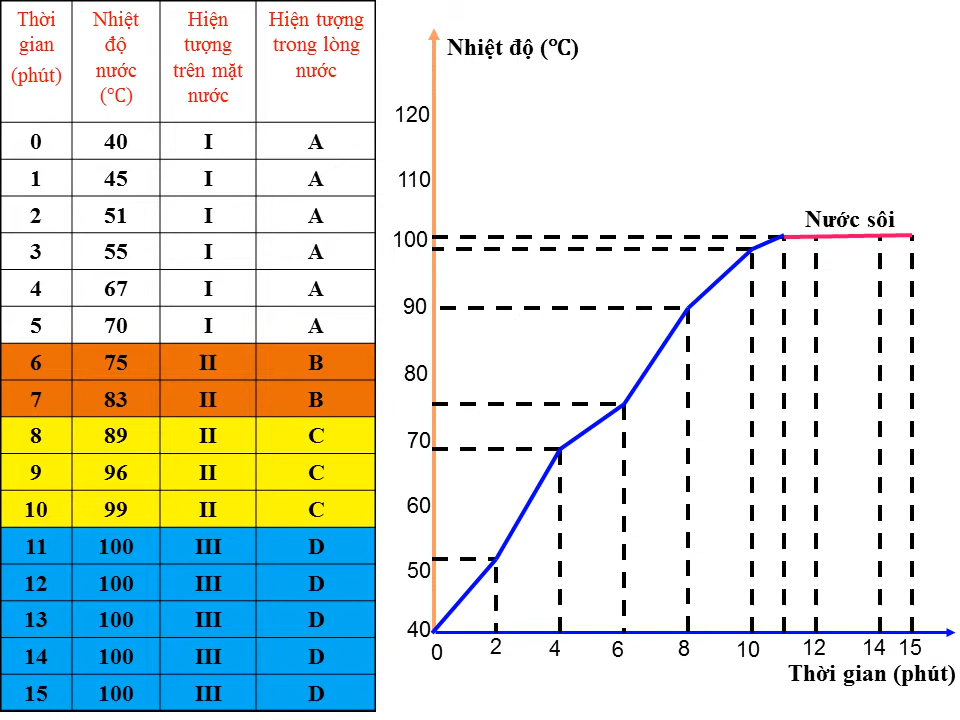 Thời gian (phút) Nhiệt độ nước (℃) Hiện tượng trên mặt nước Hiện tượng trong lòng nước
0 40 I A
1 45 I A
2 51 I A
3 55 I A
4 67 I A
5 70 I A
6 75 II B
7 83 II B
8 89 II C
9 96 II C
10 99 II C
11 100 III D
12 100 III D
13 100 III D
14 100 III D
15 100 III D
Nhiệt độ (℃)
120
110
100
90
80
70
60
50
40
Nước sôi
0 2 4 6 8 10 12 14 15
Thời gian (phút)